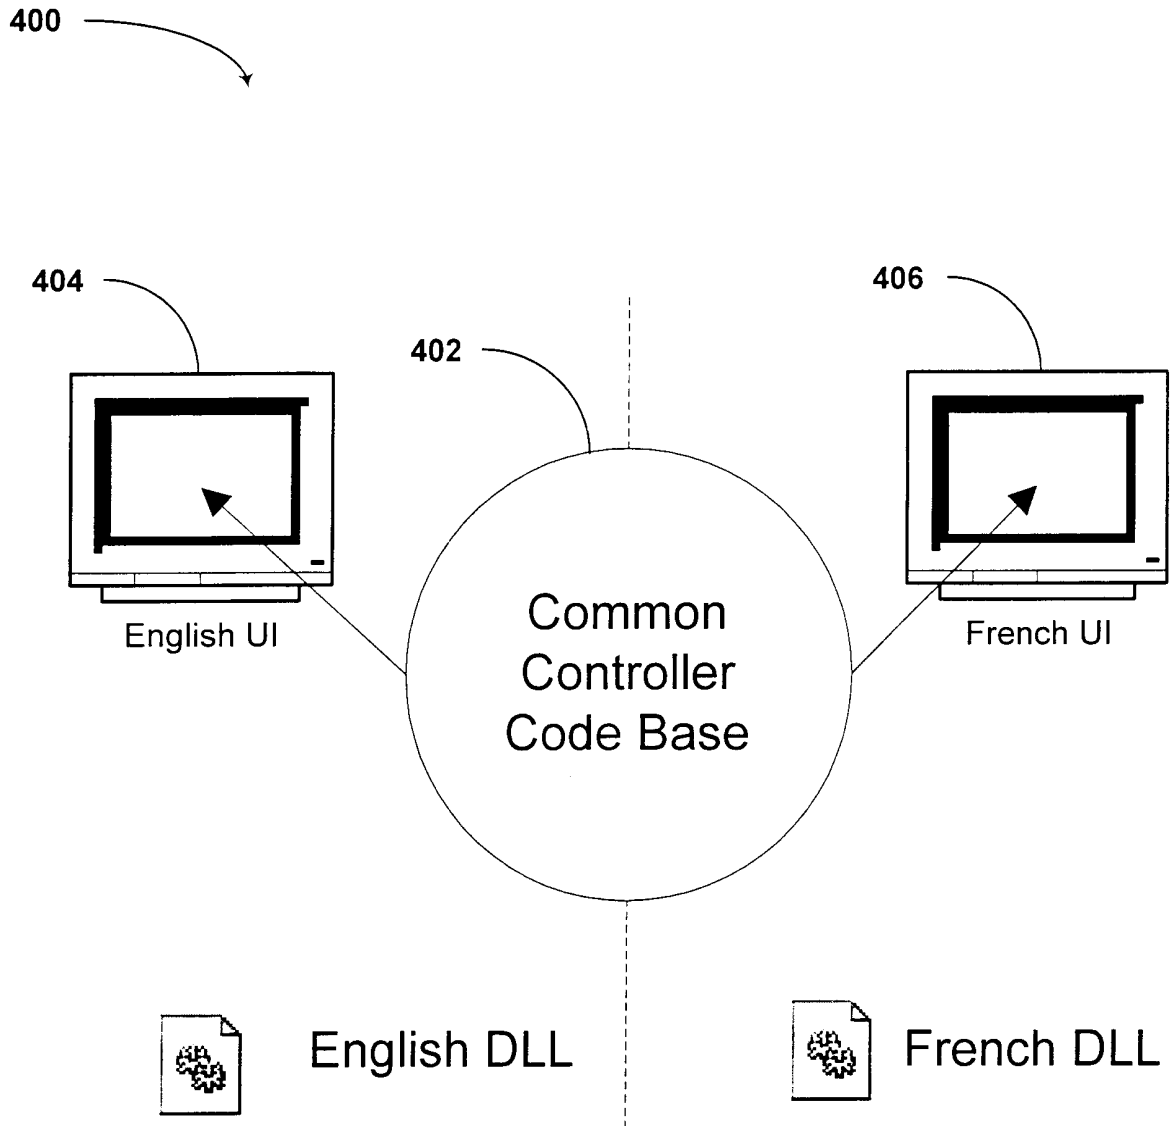 400
404
406
402
English UI
French UI
Common
Controller
Code Base
English DLL
French DLL